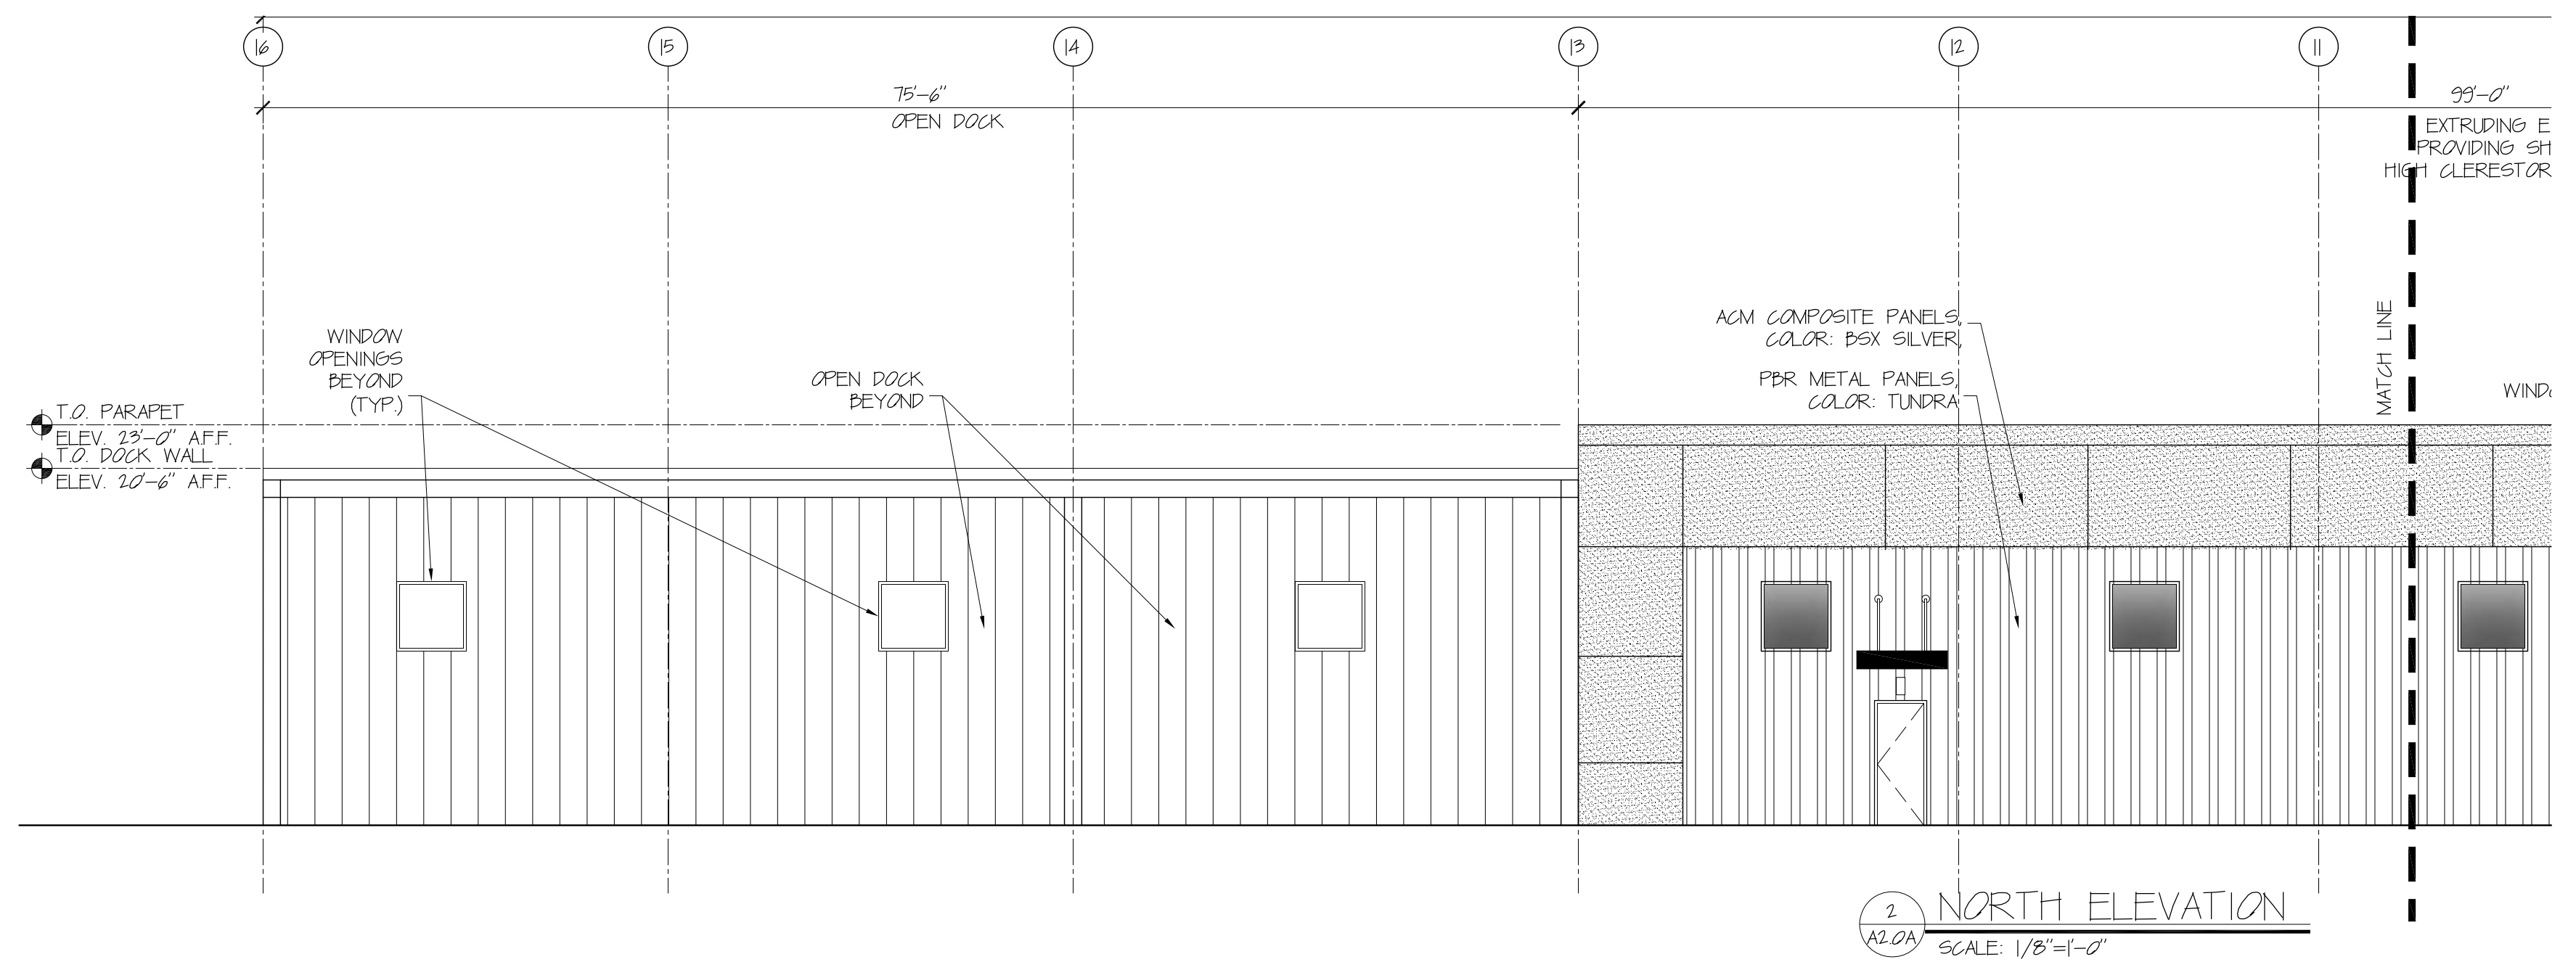 16
15
14
13
12
11
75'-6"
OPEN DOCK
99'-0"
EXTRUDING E
PROVIDING SH
HIGH CLERESTOR
WINDOW
OPENINGS
BEYOND
(TYP.)
OPEN DOCK
BEYOND
ACM COMPOSITE PANELS,
COLOR: BSX SILVER,
PBR METAL PANELS,
COLOR: TUNDRA
MATCH LINE
T.O. PARAPET
ELEV. 23'-0" A.F.F.
T.O. DOCK WALL
ELEV. 20'-6" A.F.F.
2
A2.0A
NORTH ELEVATION
SCALE: 1/8"=1'-0"